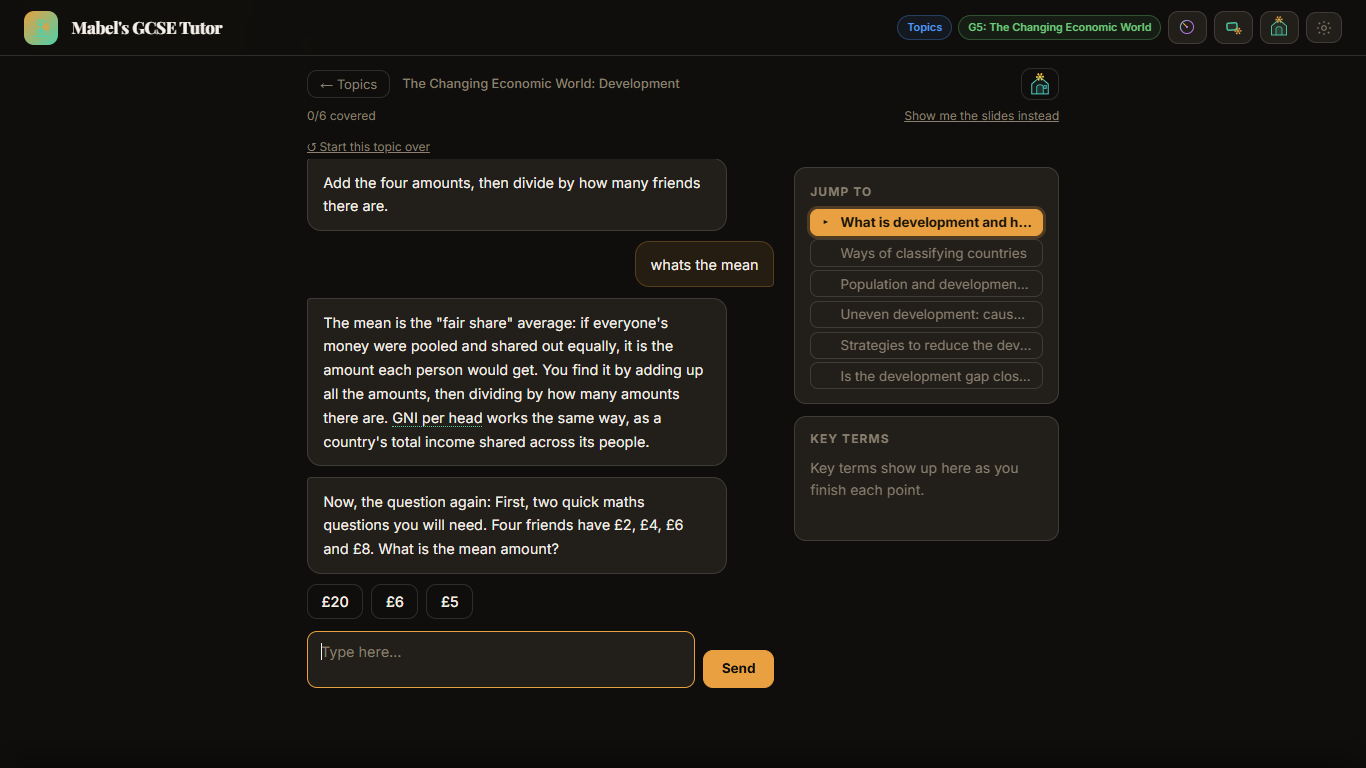 Mabel's GCSE Tutor
Topics
G5: The Changing Economic World
← Topics
The Changing Economic World: Development
0/6 covered
Show me the slides instead
↺ Start this topic over
Add the four amounts, then divide by how many friends
there are.
whats the mean
The mean is the "fair share" average: if everyone's
money were pooled and shared out equally, it is the
amount each person would get. You find it by adding up
all the amounts, then dividing by how many amounts
there are. GNI per head works the same way, as a
country's total income shared across its people.
Now, the question again: First, two quick maths
questions you will need. Four friends have £2, £4, £6
and £8. What is the mean amount?
£20
£6
£5
Type here...
Send
JUMP TO
What is development and h...
Ways of classifying countries
Population and developmen...
Uneven development: caus...
Strategies to reduce the dev...
Is the development gap clos...
KEY TERMS
Key terms show up here as you
finish each point.